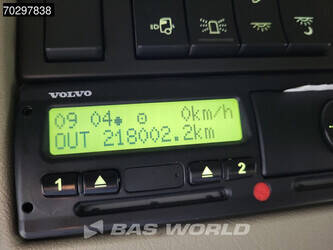 70297838
VOLVO
09 04 0km/h
OUT 218002.2km
1 2
BAS WORLD